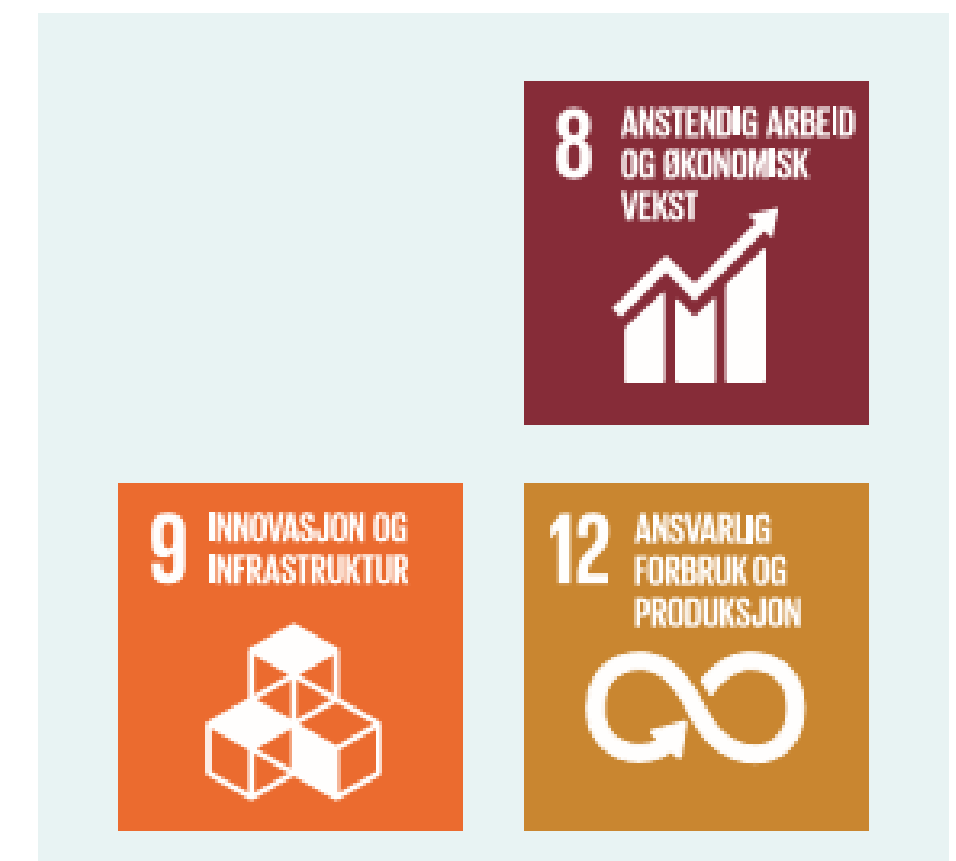 8 ANSTENDIG ARBEID
OG ØKONOMISK
VEKST
9 INNOVASJON OG
INFRASTRUKTUR
12 ANSVARLIG
FORBRUK OG
PRODUKSJON